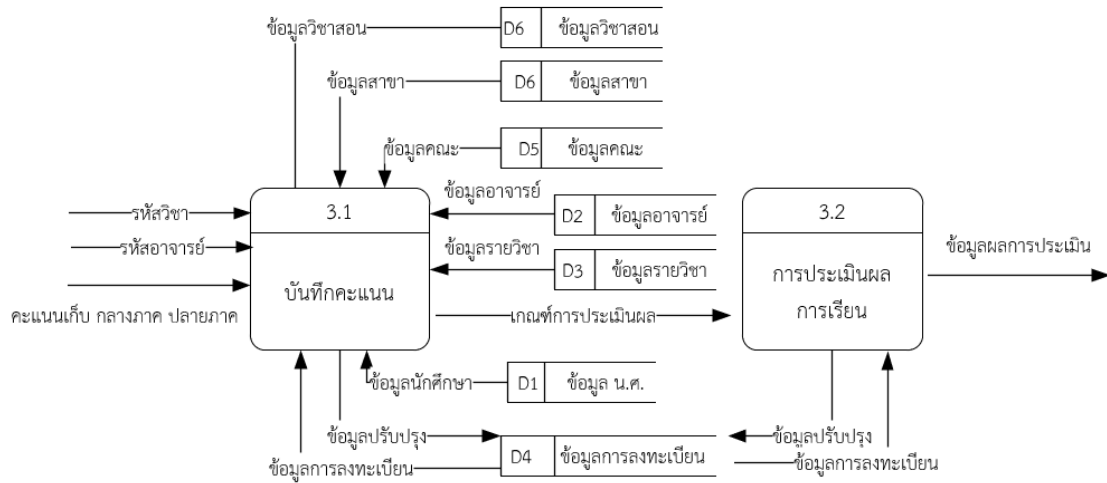 ข้อมูลวิชาสอน
D6 ข้อมูลวิชาสอน
ข้อมูลสาขา
D6 ข้อมูลสาขา
ข้อมูลคณะ
D5 ข้อมูลคณะ
ข้อมูลอาจารย์
D2 ข้อมูลอาจารย์
ข้อมูลรายวิชา
D3 ข้อมูลรายวิชา
รหัสวิชา
รหัสอาจารย์
คะแนนเก็บ กลางภาค ปลายภาค
3.1
บันทึกคะแนน
เกณฑ์การประเมินผล
3.2
การประเมินผล
การเรียน
ข้อมูลผลการประเมิน
ข้อมูลนักศึกษา
D1 ข้อมูล น.ศ.
ข้อมูลปรับปรุง
ข้อมูลการลงทะเบียน
D4 ข้อมูลการลงทะเบียน
ข้อมูลปรับปรุง
ข้อมูลการลงทะเบียน